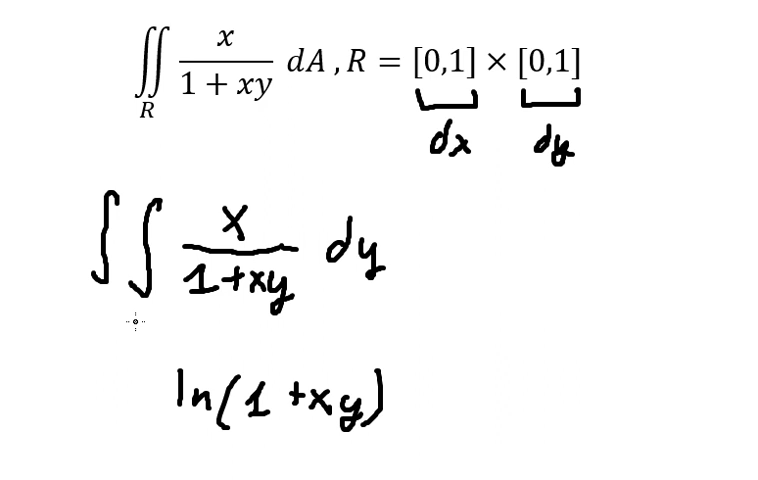 ∬_R x/(1 + xy) dA , R = [0,1] × [0,1]
dx dy
∫∫ x/(1+xy) dy
ln(1+xy)